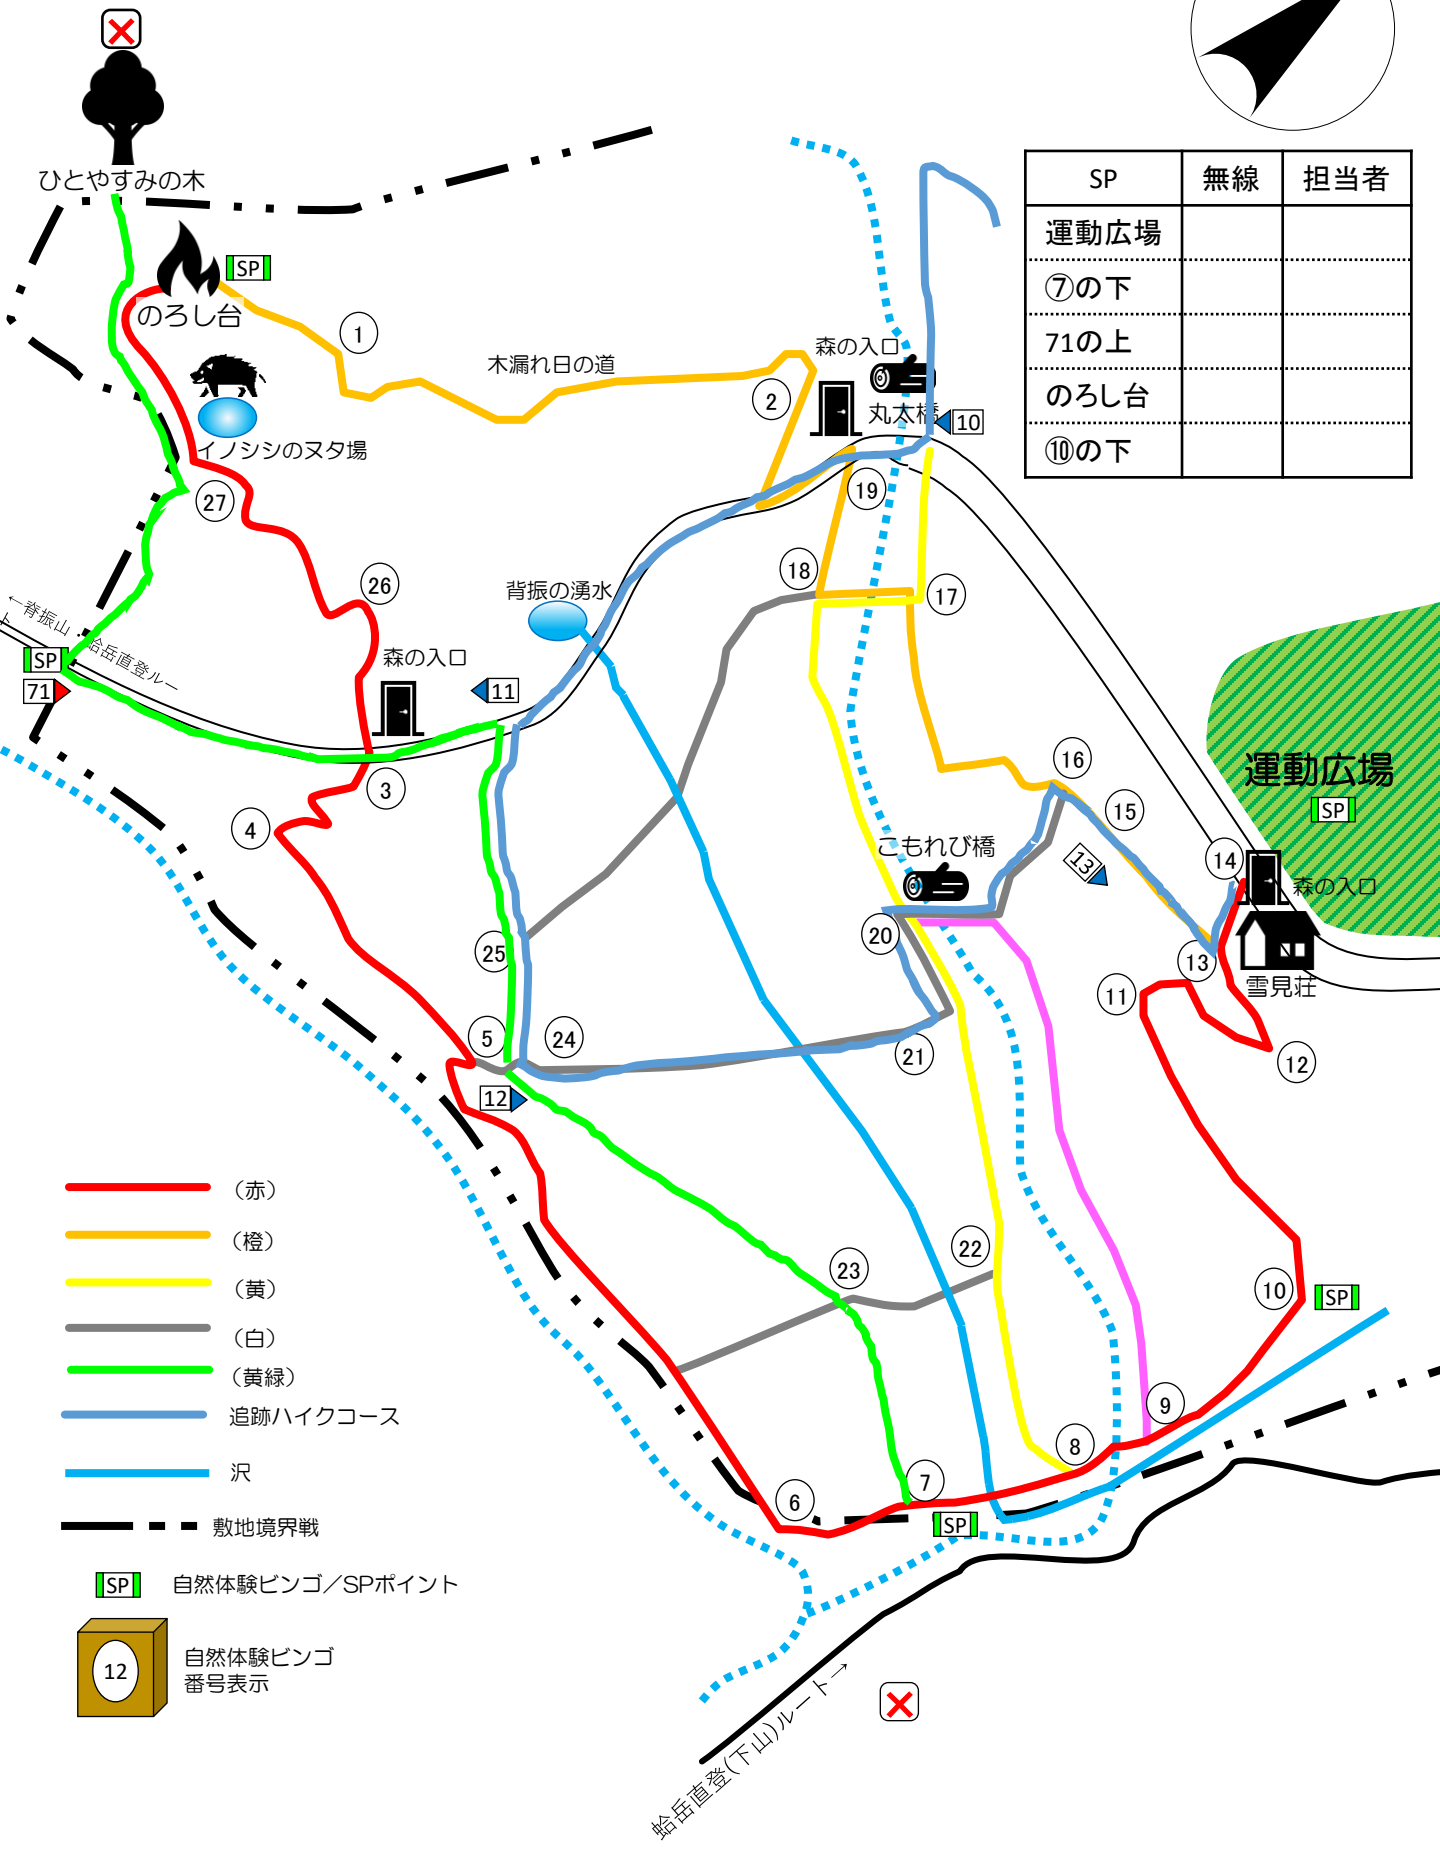 ひとやすみの木
SP 無線 担当者
運動広場
⑦の下
71の上
のろし台
⑩の下
SP
のろし台
①
木漏れ日の道
森の入口
②
丸太橋
10
イノシシのヌタ場
27
19
26
18
17
背振の湧水
←脊振山・蛤岳直登ルー
ト
SP
71
森の入口
11
3
4
16
15
運動広場
SP
こもれび橋
13
14
森の入口
20
25
13
雪見荘
11
5
24
21
12
12
（赤）
（橙）
（黄）
（白）
（黄緑）
追跡ハイクコース
沢
敷地境界戦
SP 自然体験ビンゴ／SPポイント
12 自然体験ビンゴ
番号表示
22
23
10
SP
9
8
7
6
SP
蛤岳直登(下山)ルート→